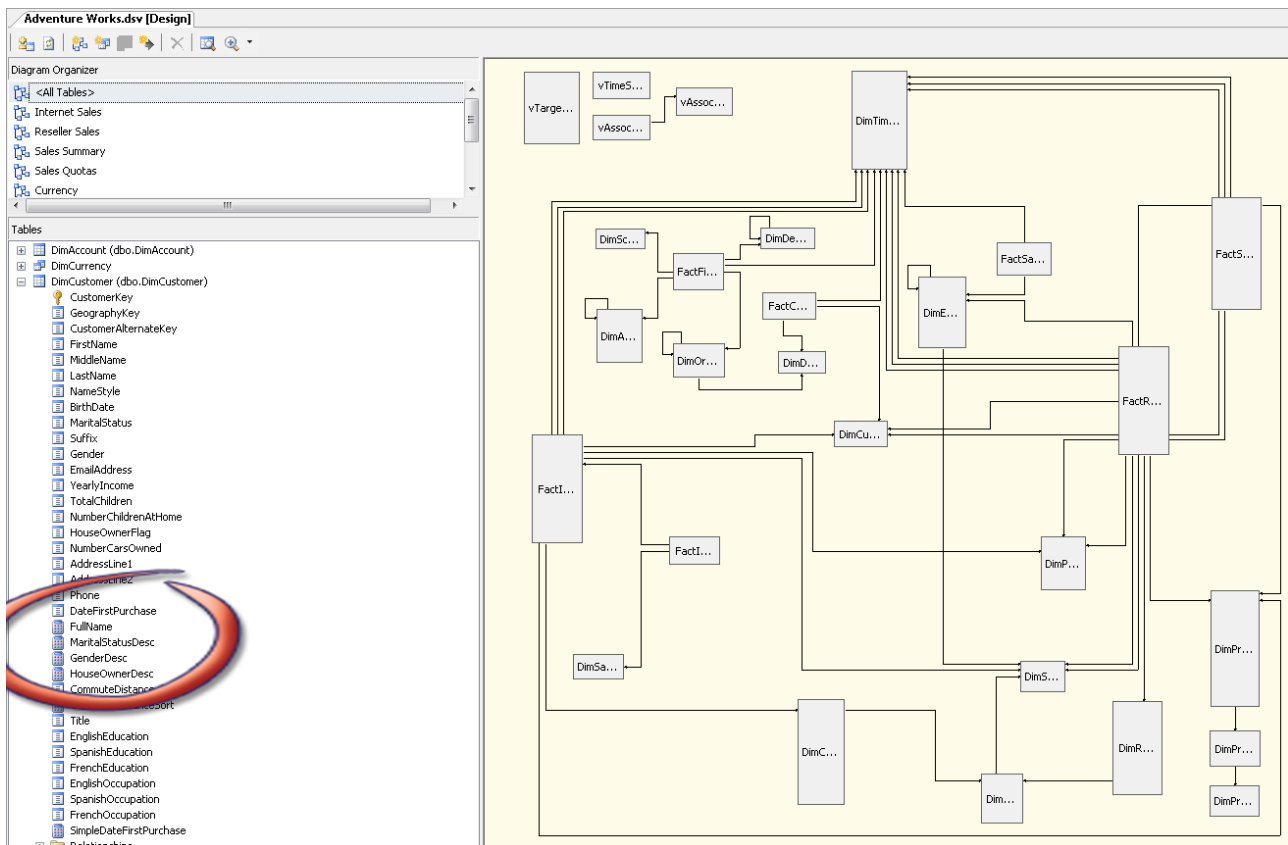 Adventure Works.dsv [Design]
Diagram Organizer
<All Tables>
Internet Sales
Reseller Sales
Sales Summary
Sales Quotas
Currency
Tables
DimAccount (dbo.DimAccount)
DimCurrency
DimCustomer (dbo.DimCustomer)
CustomerKey
GeographyKey
CustomerAlternateKey
FirstName
MiddleName
LastName
NameStyle
BirthDate
MaritalStatus
Suffix
Gender
EmailAddress
YearlyIncome
TotalChildren
NumberChildrenAtHome
HouseOwnerFlag
NumberCarsOwned
AddressLine1
AddressLine2
Phone
DateFirstPurchase
FullName
MaritalStatusDesc
GenderDesc
HouseOwnerDesc
CommuteDistance
Title
EnglishEducation
SpanishEducation
FrenchEducation
EnglishOccupation
SpanishOccupation
FrenchOccupation
SimpleDateFirstPurchase
vTarge...
vTimeS...
vAssoc...
vAssoc...
DimTim...
DimSc...
DimDe...
FactFi...
FactSa...
FactS...
DimA...
FactC...
DimE...
DimOr...
DimD...
FactR...
DimCu...
FactI...
FactI...
DimP...
DimSa...
DimS...
DimPr...
DimC...
DimR...
DimPr...
Dim...
DimPr...